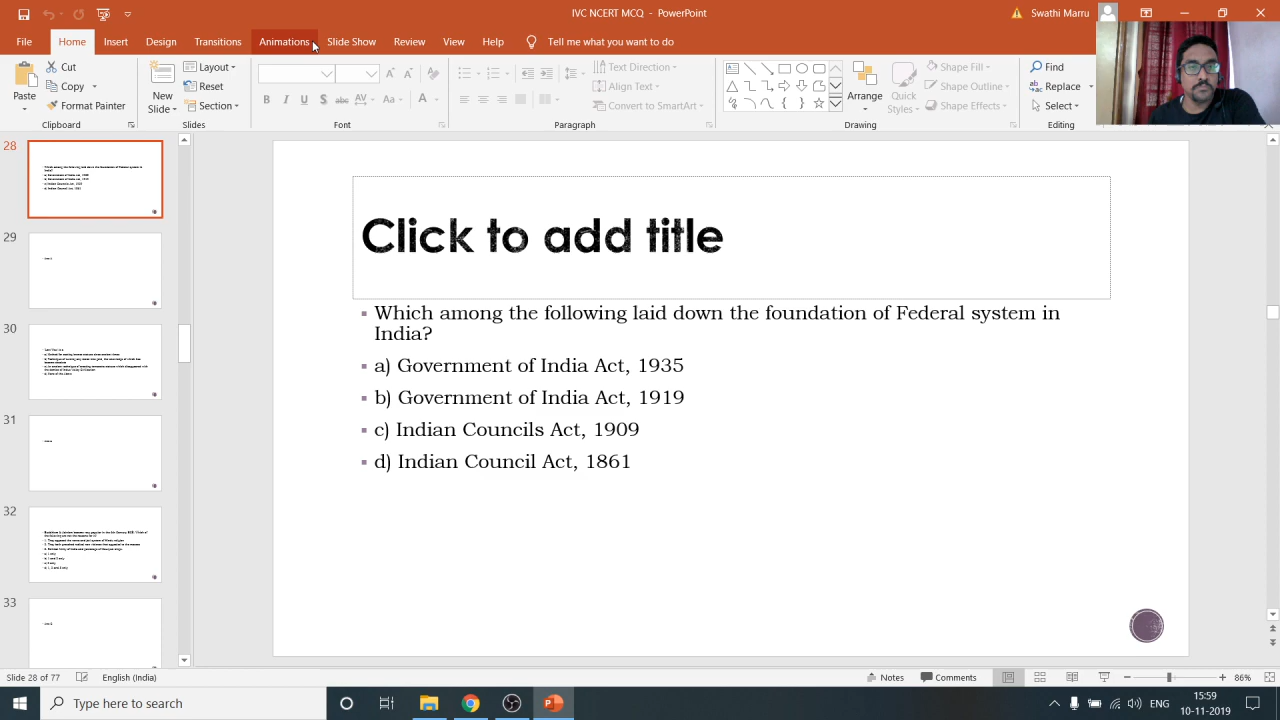 IVC NCERT MCQ - PowerPoint
Swathi Marru
File Home Insert Design Transitions Animations Slide Show Review View Help Tell me what you want to do
Paste
Cut
Copy
Format Painter
Clipboard
New Slide
Layout
Reset
Section
Slides
Font
Text Direction
Align Text
Convert to SmartArt
Paragraph
Arrange
Quick Styles
Shape Fill
Shape Outline
Shape Effects
Drawing
Find
Replace
Select
Editing
28
29
30
31
32
33
Click to add title
Which among the following laid down the foundation of Federal system in
India?
a) Government of India Act, 1935
b) Government of India Act, 1919
c) Indian Councils Act, 1909
d) Indian Council Act, 1861
Slide 28 of 77 English (India) Notes Comments 86%
Type here to search
ENG
15:59
10-11-2019